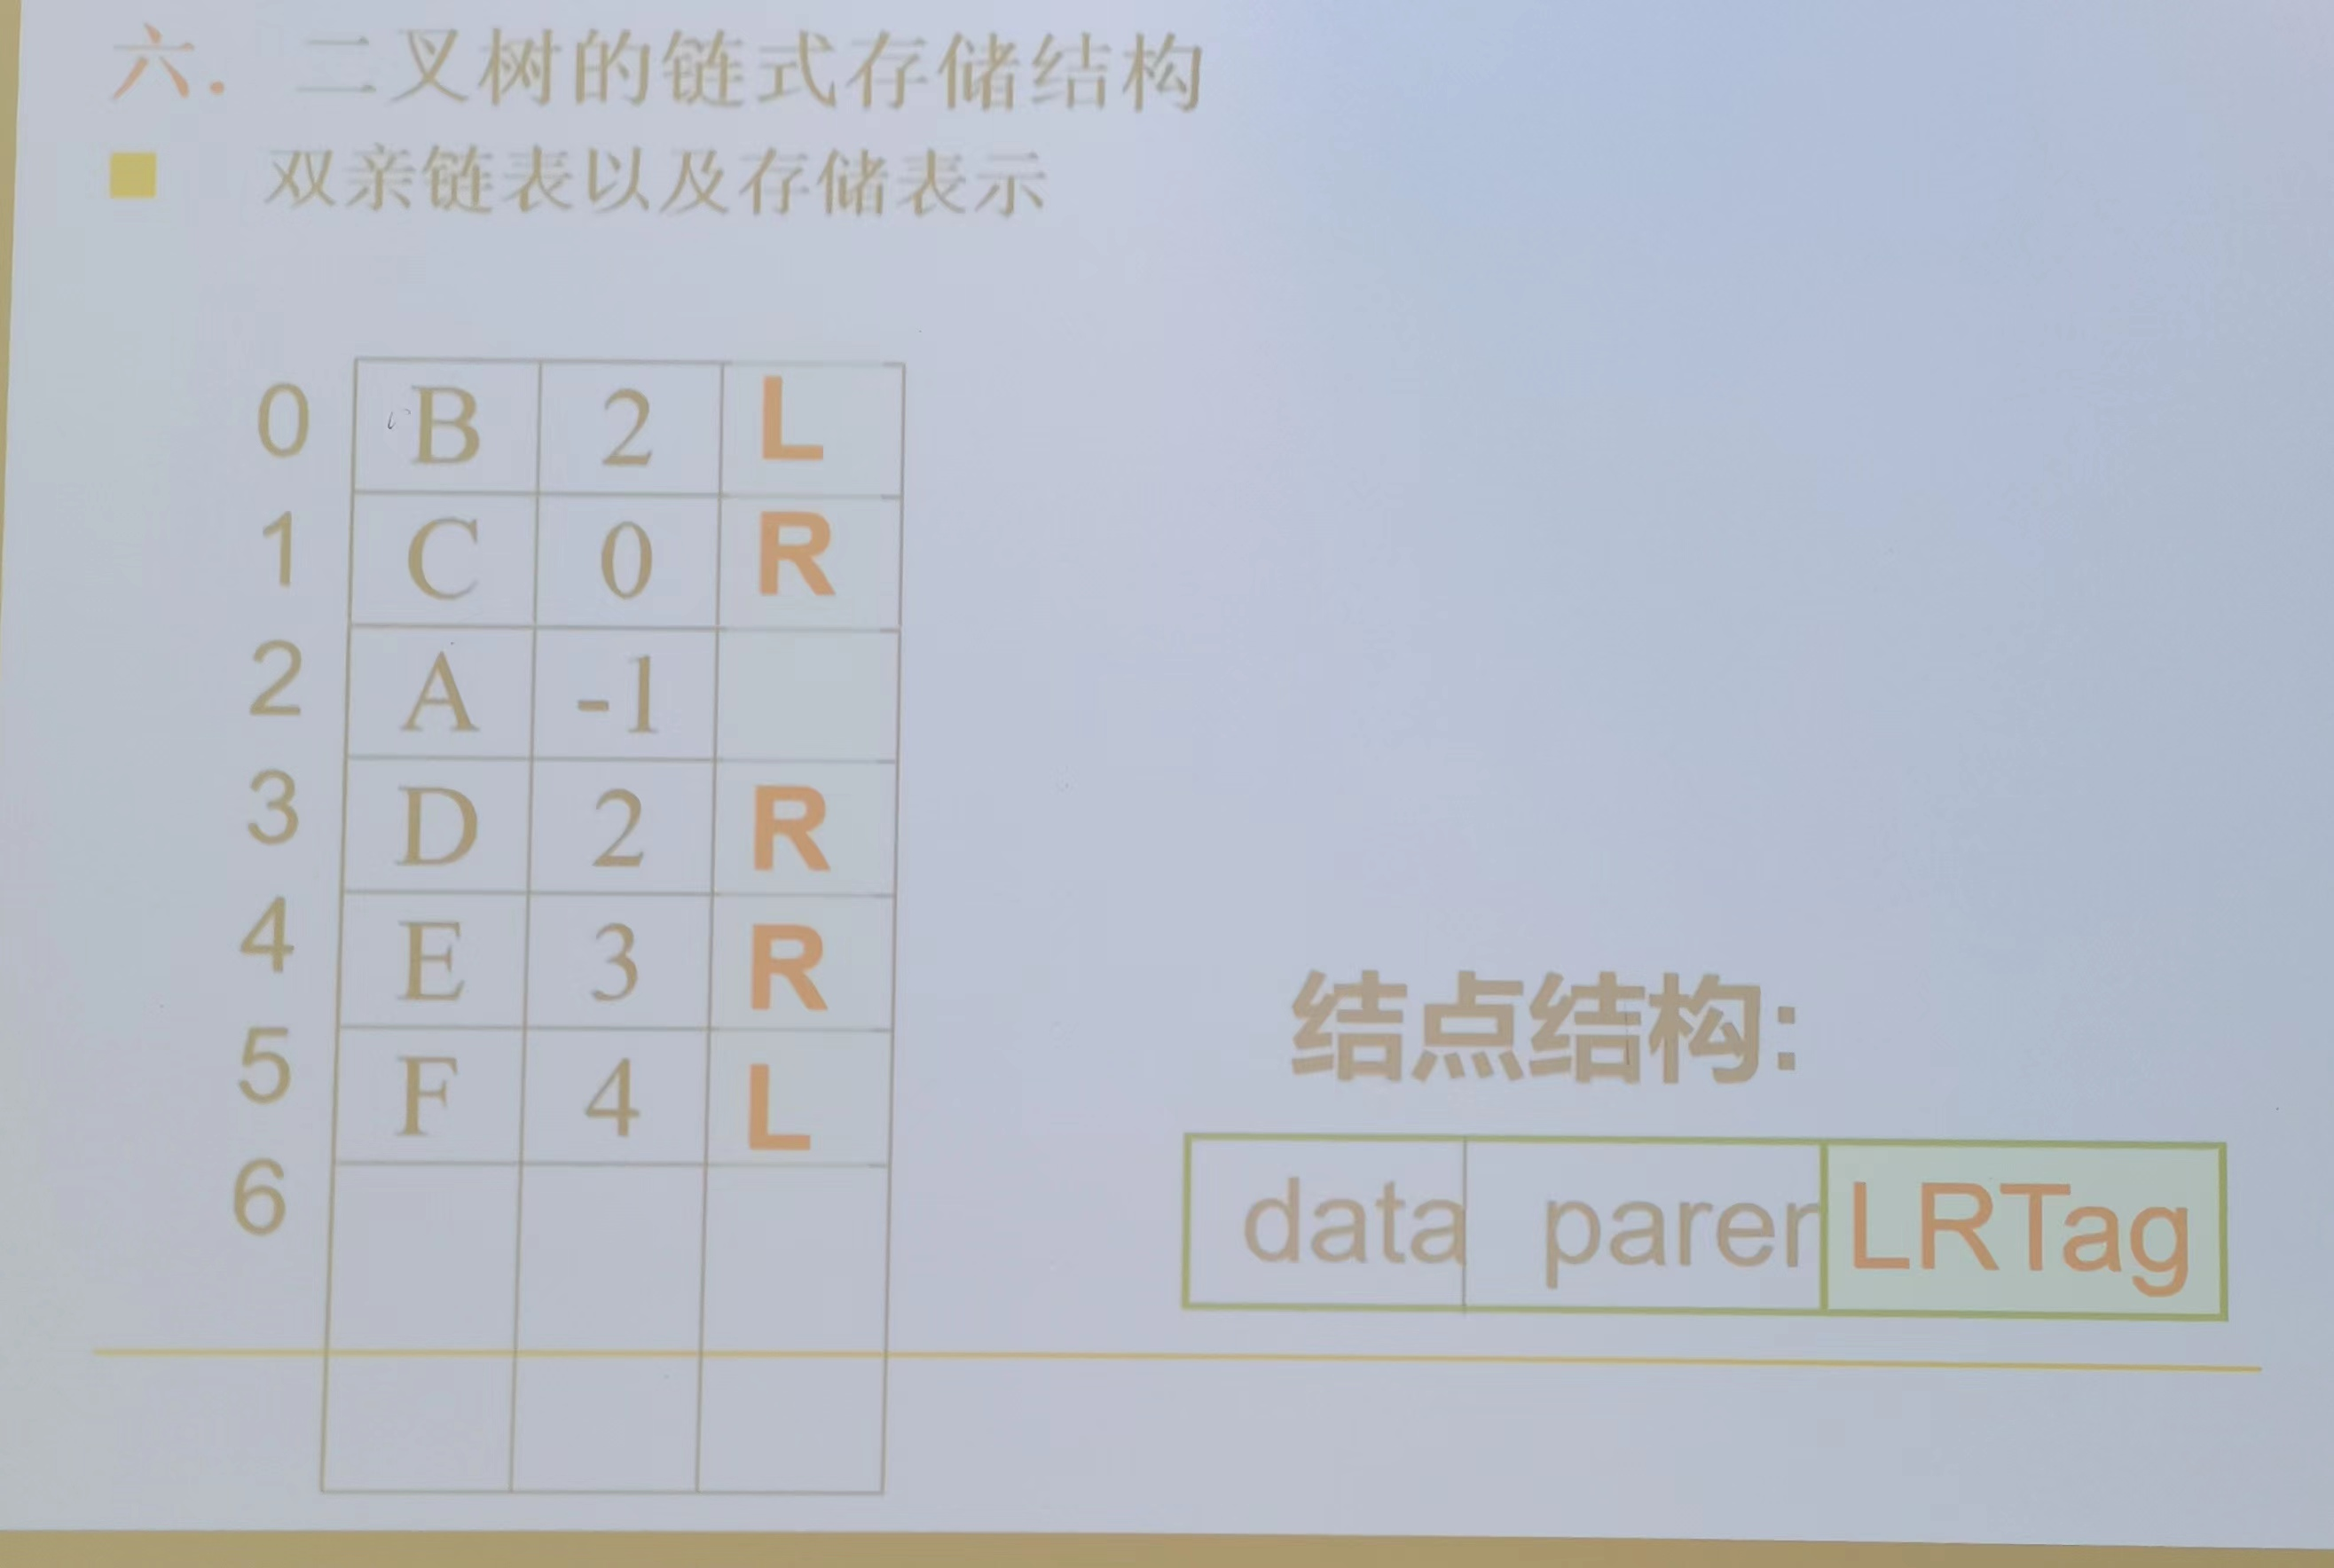 六. 二叉树的链式存储结构
双亲链表以及存储表示
0 B 2 L
1 C 0 R
2 A -1
3 D 2 R
4 E 3 R
5 F 4 L
6
结点结构:
data paren LRTag